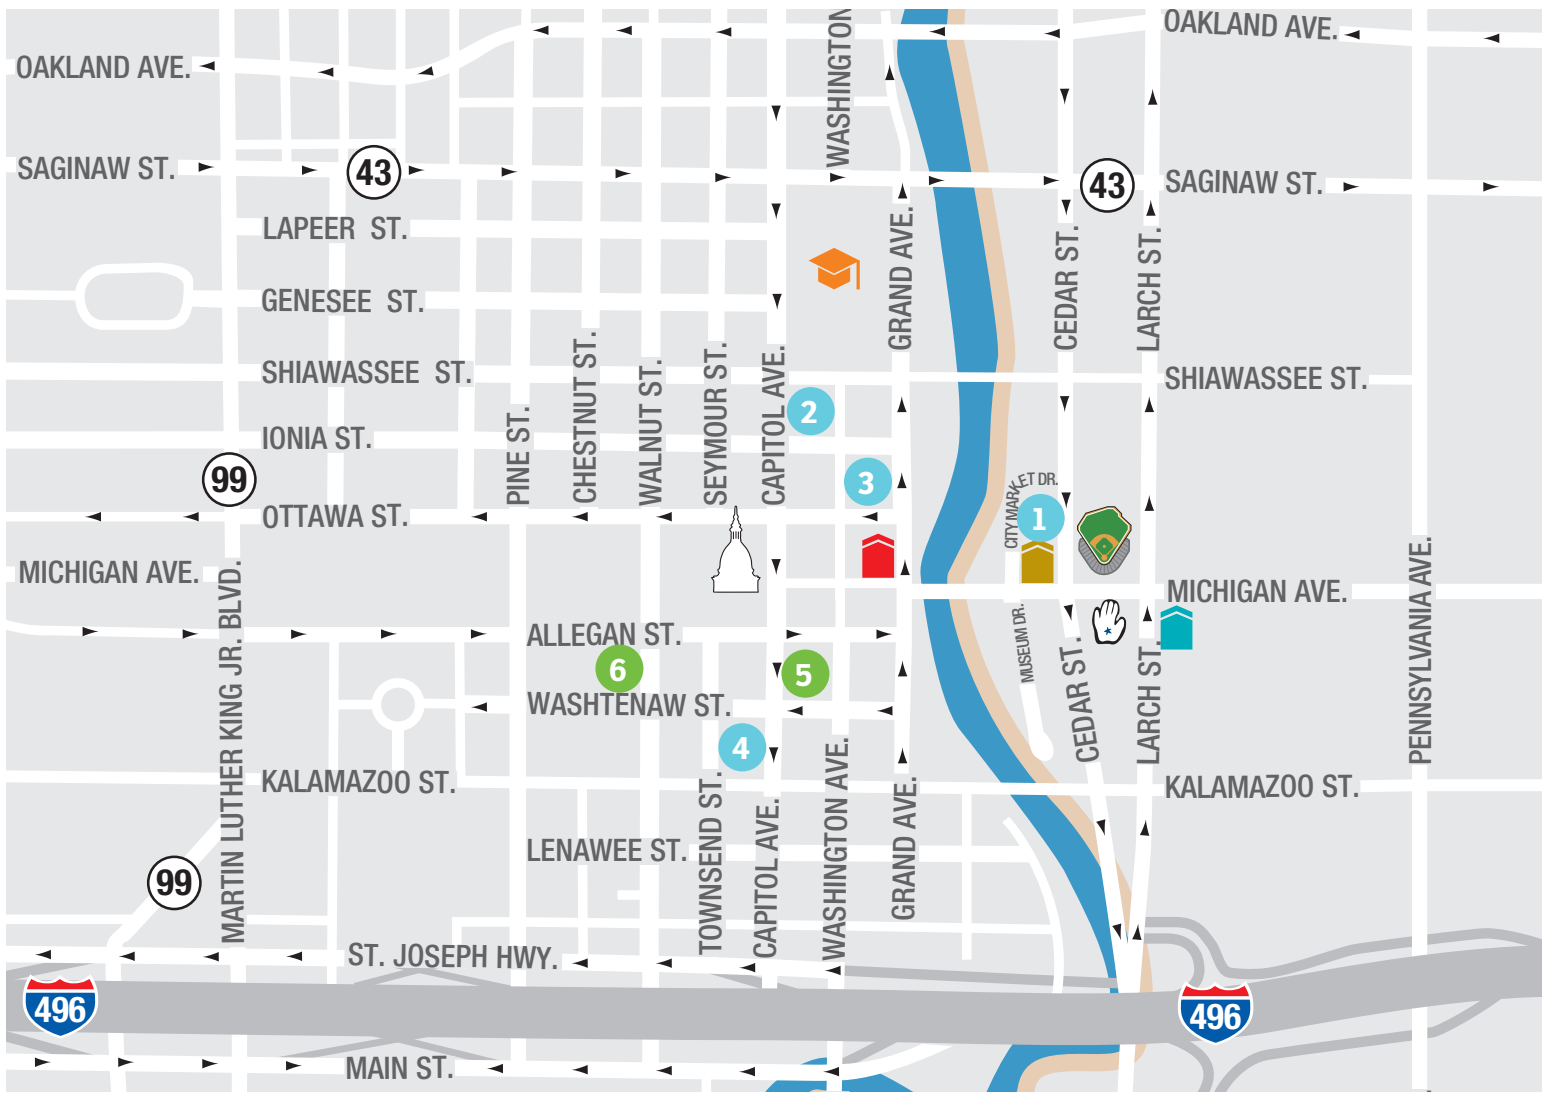 OAKLAND AVE.
OAKLAND AVE.
WASHINGTON
SAGINAW ST.
43
43
SAGINAW ST.
LAPEER ST.
GENESEE ST.
GRAND AVE.
CEDAR ST.
LARCH ST.
SHIAWASSEE ST.
SHIAWASSEE ST.
CHESTNUT ST.
WALNUT ST.
SEYMOUR ST.
CAPITOL AVE.
PINE ST.
2
IONIA ST.
99
3
CITY MARKET DR.
1
OTTAWA ST.
MICHIGAN AVE.
MICHIGAN AVE.
MARTIN LUTHER KING JR. BLVD.
PENNSYLVANIA AVE.
ALLEGAN ST.
MUSEUM DR.
6
5
CEDAR ST.
LARCH ST.
WASHTENAW ST.
4
KALAMAZOO ST.
KALAMAZOO ST.
TOWNSEND ST.
CAPITOL AVE.
WASHINGTON AVE.
GRAND AVE.
LENAWEE ST.
99
ST. JOSEPH HWY.
496
496
MAIN ST.